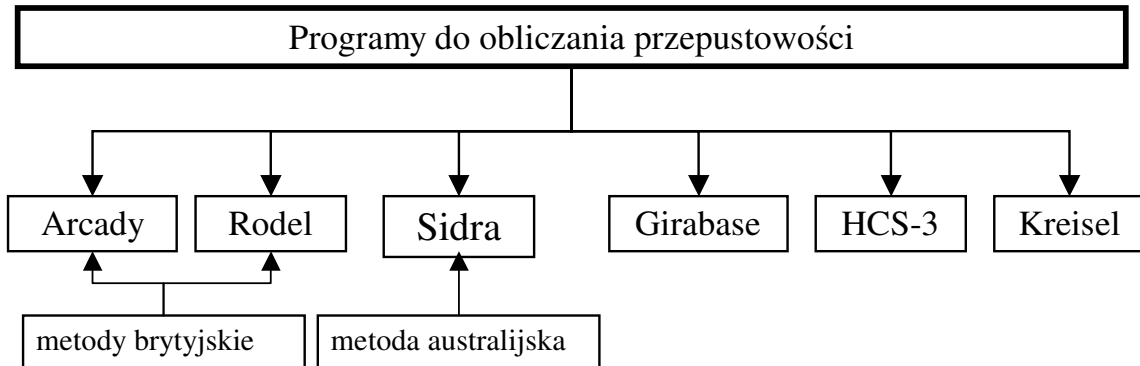 Programy do obliczania przepustowości
Arcady
Rodel
Sidra
Girabase
HCS-3
Kreisel
metody brytyjskie
metoda australijska